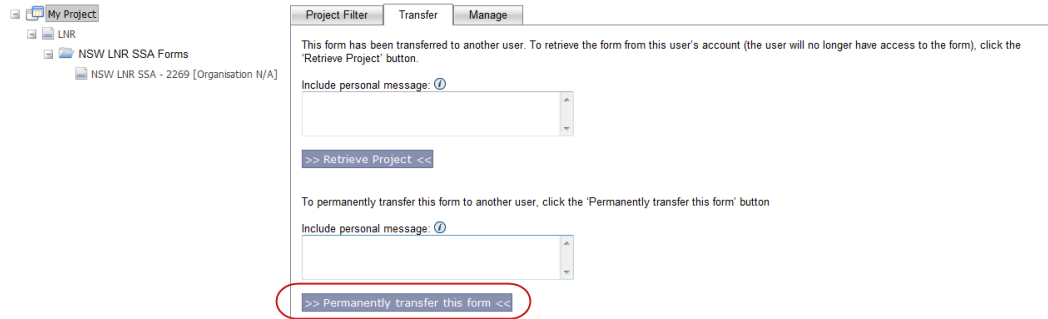 My Project
LNR
NSW LNR SSA Forms
NSW LNR SSA - 2269 [Organisation N/A]
Project Filter
Transfer
Manage
This form has been transferred to another user. To retrieve the form from this user's account (the user will no longer have access to the form), click the
'Retrieve Project' button.
Include personal message: i
>> Retrieve Project <<
To permanently transfer this form to another user, click the 'Permanently transfer this form' button
Include personal message: i
>> Permanently transfer this form <<